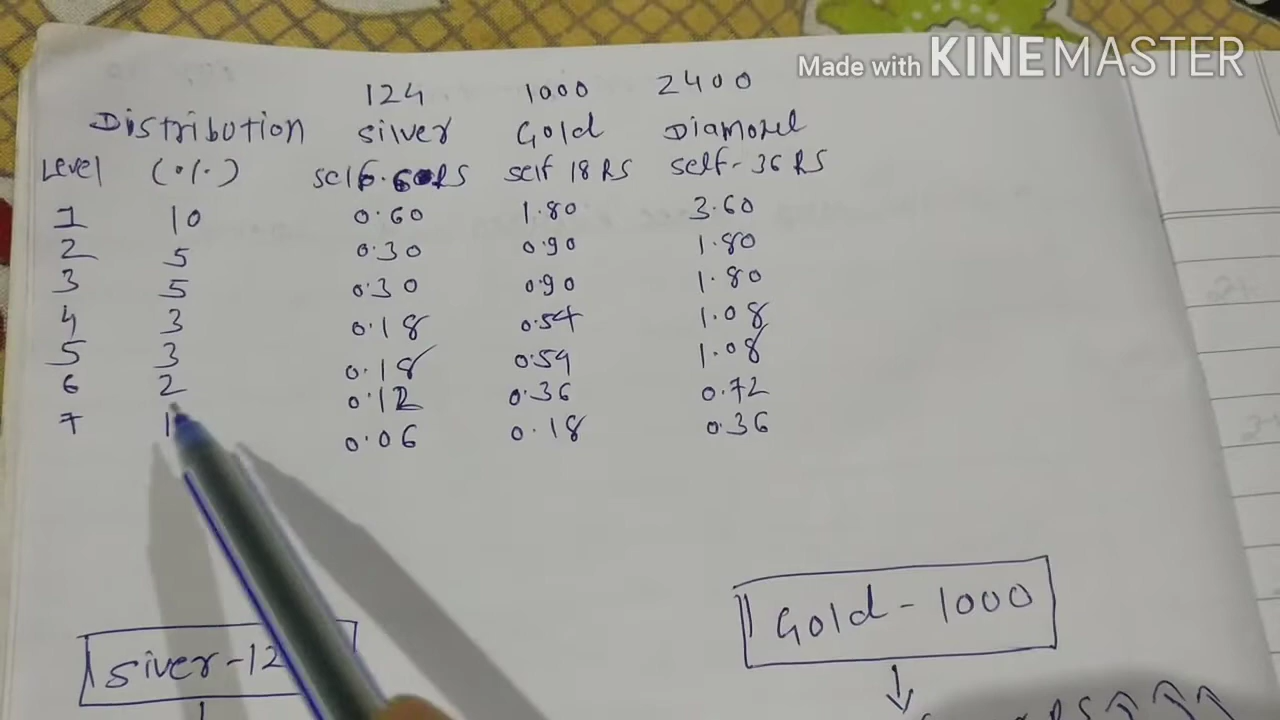 Made with KINEMASTER
124 1000 2400
Distribution Silver Gold Diamond
Level (%) self 18 RS self-36 RS
1 10 0.60 1.80 3.60
2 5 0.30 0.90 1.80
3 5 0.30 0.90 1.80
4 3 0.18 0.54 1.08
5 3 0.18 0.54 1.08
6 2 0.12 0.36 0.72
7 1 0.06 0.18 0.36
Gold - 1000
Siver-12